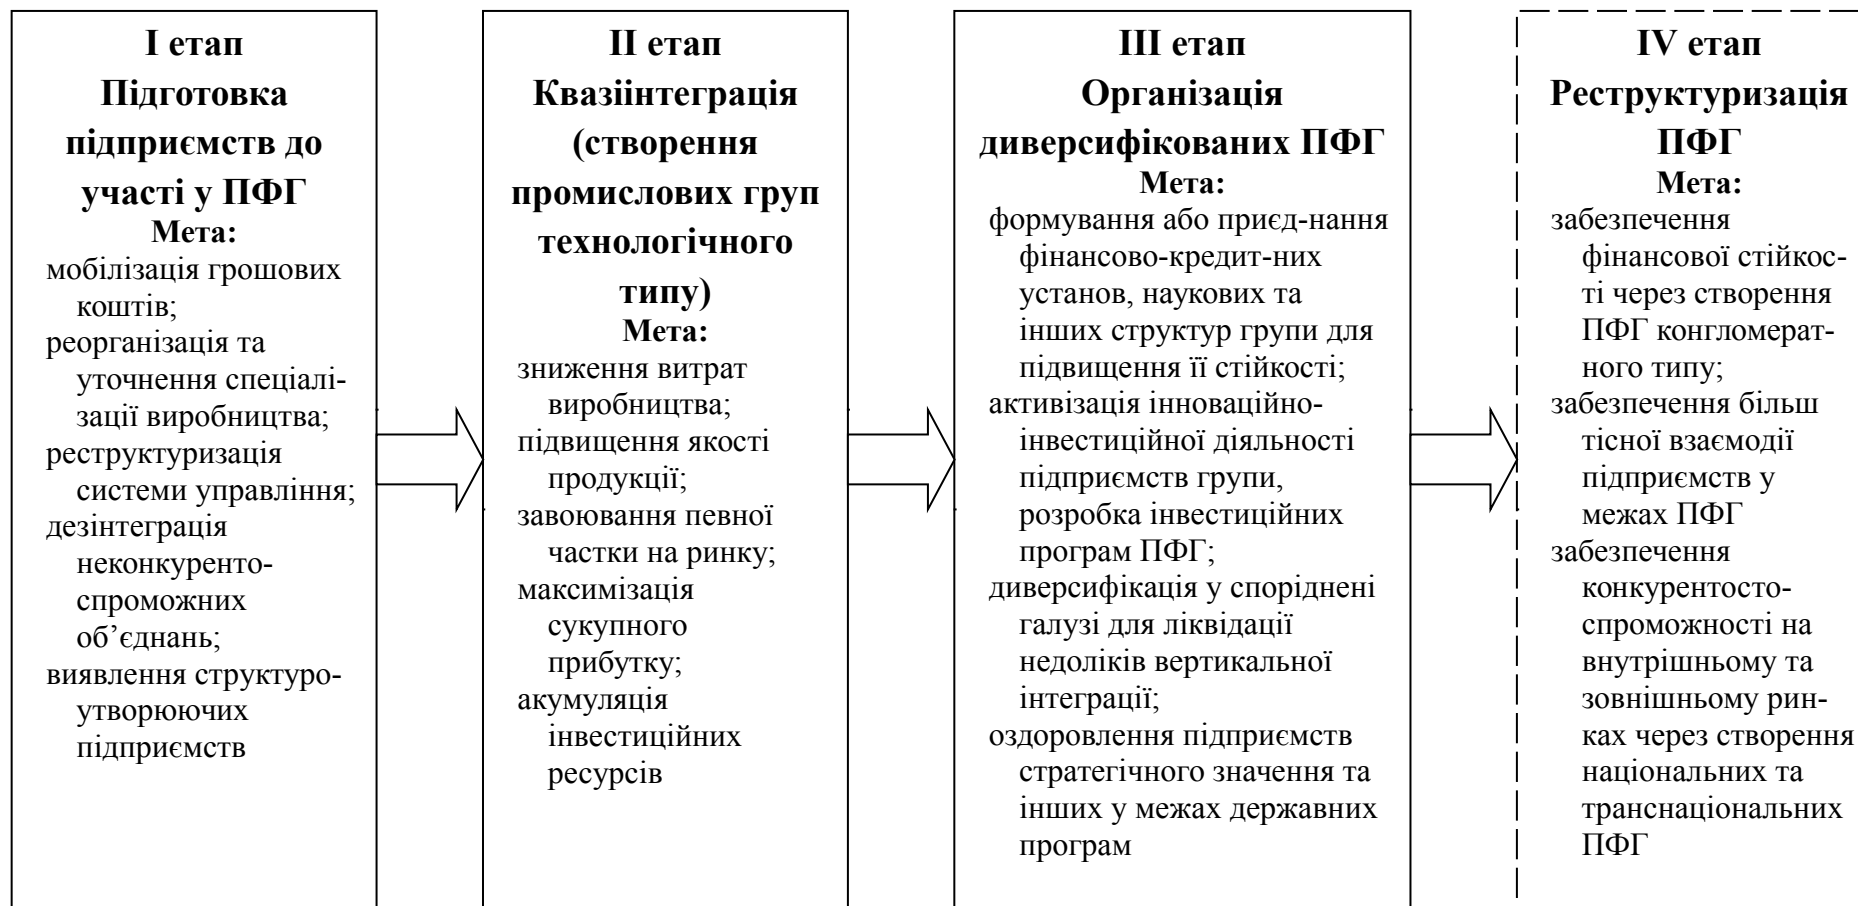 І етап
Підготовка
підприємств до
участі у ПФГ
Мета:
мобілізація грошових
коштів;
реорганізація та
уточнення спеціалі-
зації виробництва;
реструктуризація
системи управління;
дезінтеграція
неконкуренто-
спроможних
об’єднань;
виявлення структуро-
утворюючих
підприємств
ІІ етап
Квазіінтеграція
(створення
промислових груп
технологічного
типу)
Мета:
зниження витрат
виробництва;
підвищення якості
продукції;
завоювання певної
частки на ринку;
максимізація
сукупного
прибутку;
акумуляція
інвестиційних
ресурсів
ІІІ етап
Організація
диверсифікованих ПФГ
Мета:
формування або приєд-нання
фінансово-кредит-них
установ, наукових та
інших структур групи для
підвищення її стійкості;
активізація інноваційно-
інвестиційної діяльності
підприємств групи,
розробка інвестиційних
програм ПФГ;
диверсифікація у споріднені
галузі для ліквідації
недоліків вертикальної
інтеграції;
оздоровлення підприємств
стратегічного значення та
інших у межах державних
програм
IV етап
Реструктуризація
ПФГ
Мета:
забезпечення
фінансової стійкос-
ті через створення
ПФГ конгломерат-
ного типу;
забезпечення більш
тісної взаємодії
підприємств у
межах ПФГ
забезпечення
конкурентосто-
спроможності на
внутрішньому та
зовнішньому рин-
ках через створення
національних та
транснаціональних
ПФГ